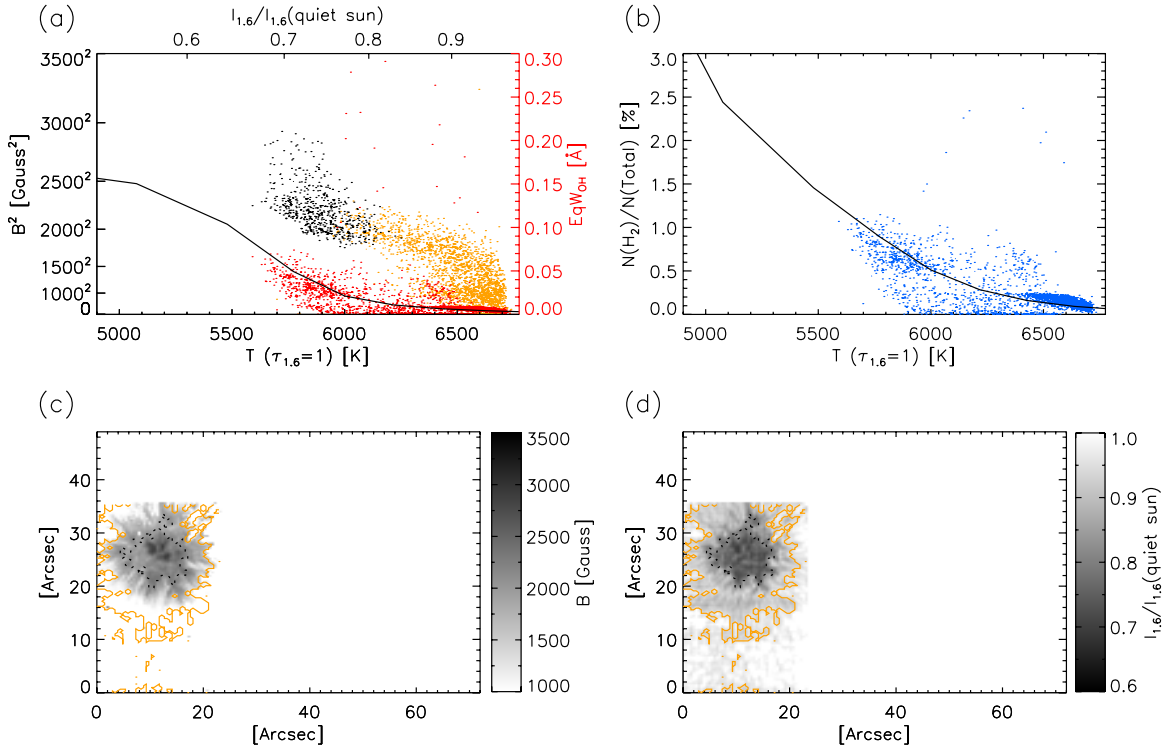 (a)
I₁.₆/I₁.₆(quiet sun)
0.6 0.7 0.8 0.9
3500² 3000² 2500² 2000² 1500² 1000² 0
B² [Gauss²]
0.30 0.25 0.20 0.15 0.10 0.05 0.00
EqW_OH [Å]
5000 5500 6000 6500
T (τ₁.₆=1) [K]
(b)
3.0 2.5 2.0 1.5 1.0 0.5 0.0
N(H₂)/N(Total) [%]
5000 5500 6000 6500
T (τ₁.₆=1) [K]
(c)
40 30 20 10 0
[Arcsec]
0 20 40 60
[Arcsec]
3500 3000 2500 2000 1500 1000
B [Gauss]
(d)
40 30 20 10 0
[Arcsec]
0 20 40 60
[Arcsec]
1.0 0.9 0.8 0.7 0.6
I₁.₆/I₁.₆(quiet sun)